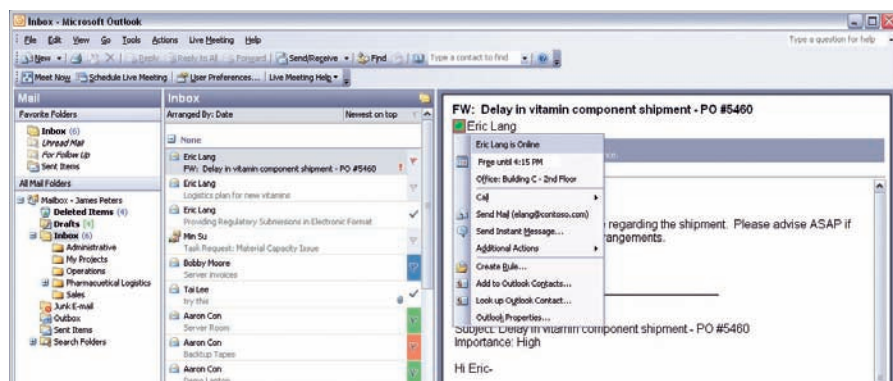 Inbox - Microsoft Outlook
File Edit View Go Tools Actions Live Meeting Help
Type a question for help
New Reply Reply to All Forward Send/Receive Find Type a contact to find
Meet Now Schedule Live Meeting User Preferences... Live Meeting Help
Mail
Favorite Folders
Inbox (6)
Unread Mail
For Follow Up
Sent Items
All Mail Folders
Mailbox - James Peters
Deleted Items (4)
Drafts [4]
Inbox (6)
Administrative
My Projects
Operations
Pharmacuetical Logistics
Sales
Junk E-mail
Outbox
Sent Items
Search Folders
Inbox
Arranged By: Date Newest on top
None
Eric Lang
FW: Delay in vitamin component shipment - PO #5460
Eric Lang
Logistics plan for new vitamins
Eric Lang
Providing Regulatory Submissions in Electronic Format
Min Su
Task Request: Material Capacity Issue
Bobby Moore
Server invoices
Tai Lee
try this
Aaron Con
Server Room
Aaron Con
Backup Tapes
Aaron Con
FW: Delay in vitamin component shipment - PO #5460
Eric Lang
Eric Lang is Online
Free until 4:15 PM
Office: Building C - 2nd Floor
Call
Send Mail (elang@contoso.com)
Send Instant Message...
Additional Actions
Create Rule...
Add to Outlook Contacts...
Look up Outlook Contact...
Outlook Properties...
regarding the shipment. Please advise ASAP if
rangements.
Subject: Delay in vitamin component shipment - PO #5460
Importance: High
Hi Eric-